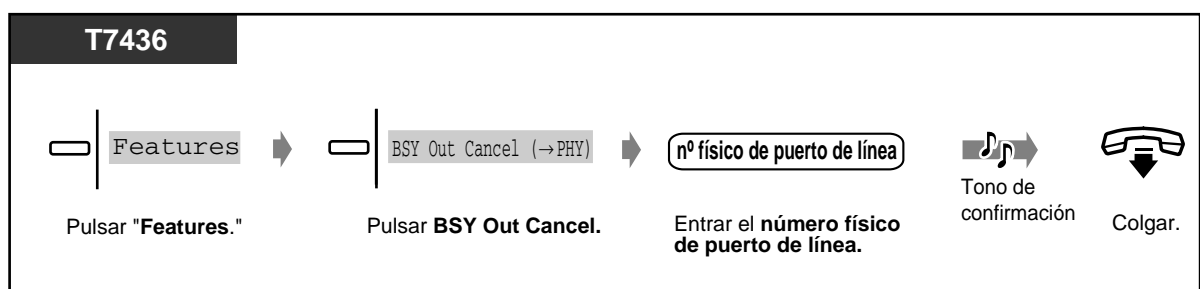 T7436
Features
BSY Out Cancel (→PHY)
nº físico de puerto de línea
Pulsar "Features."
Pulsar BSY Out Cancel.
Entrar el número físico
de puerto de línea.
Tono de
confirmación
Colgar.